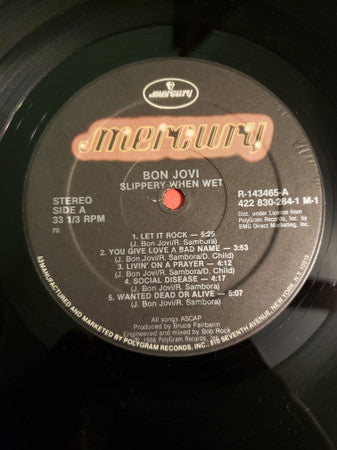 mercury
mercury
BON JOVI
SLIPPERY WHEN WET
STEREO
SIDE A
33 1/3 RPM
70
R-143465-A
422 830-264-1 M-1
Dist. under License from
PolyGram Records, Inc. by
BMG Direct Marketing, Inc.
1. LET IT ROCK — 5:25
(J. Bon Jovi/R. Sambora)
2. YOU GIVE LOVE A BAD NAME — 3:53
(J. Bon Jovi/R. Sambora/D. Child)
3. LIVIN' ON A PRAYER — 4:12
(J. Bon Jovi/R. Sambora/D. Child)
4. SOCIAL DISEASE — 4:17
(J. Bon Jovi/R. Sambora)
5. WANTED DEAD OR ALIVE — 5:07
(J. Bon Jovi/R. Sambora)
All songs ASCAP
Produced by Bruce Fairbairn
Engineered and mixed by Bob Rock
1986 PolyGram Records, Inc.
MANUFACTURED AND MARKETED BY POLYGRAM RECORDS, INC. 810 SEVENTH AVENUE, NEW YORK, N.Y. 10019